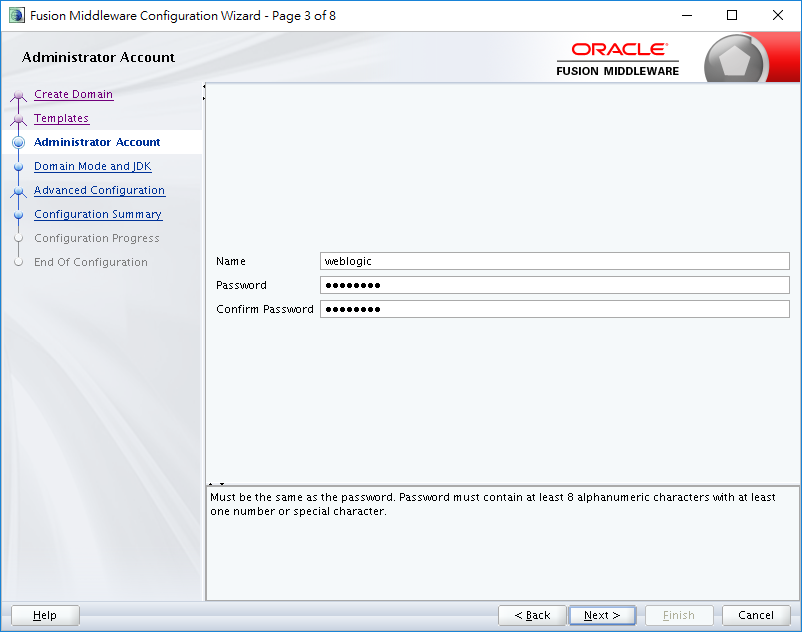 Fusion Middleware Configuration Wizard - Page 3 of 8
Administrator Account
ORACLE
FUSION MIDDLEWARE
Create Domain
Templates
Administrator Account
Domain Mode and JDK
Advanced Configuration
Configuration Summary
Configuration Progress
End Of Configuration
Name weblogic
Password ●●●●●●●●
Confirm Password ●●●●●●●●
Must be the same as the password. Password must contain at least 8 alphanumeric characters with at least
one number or special character.
Help < Back Next > Finish Cancel